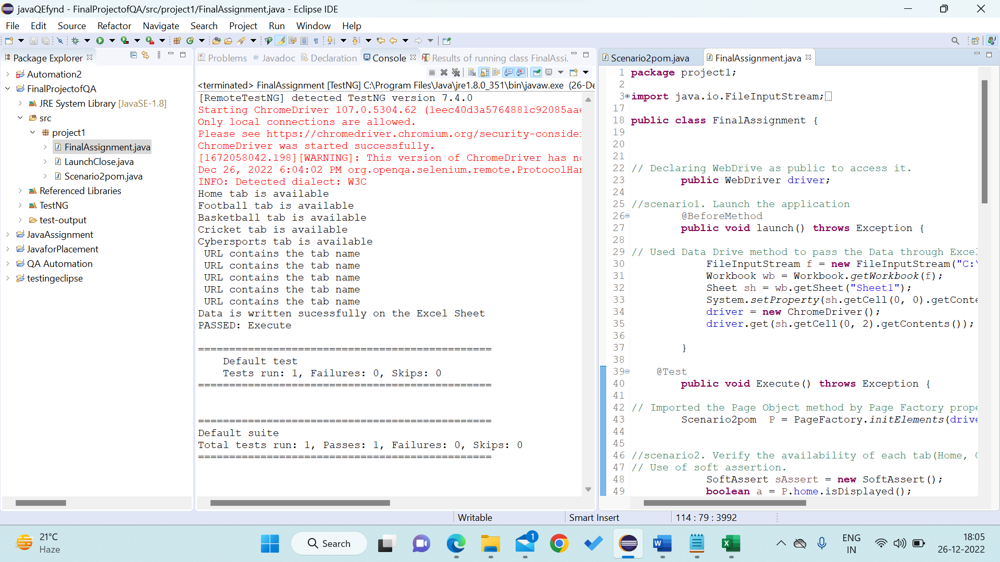 javaQEfynd - FinalProjectofQA/src/project1/FinalAssignment.java - Eclipse IDE
File Edit Source Refactor Navigate Search Project Run Window Help
Package Explorer
Automation2
FinalProjectofQA
JRE System Library [JavaSE-1.8]
src
project1
FinalAssignment.java
LaunchClose.java
Scenario2pom.java
Referenced Libraries
TestNG
test-output
JavaAssignment
JavaforPlacement
QA Automation
testingeclipse
Problems Javadoc Declaration Console Results of running class FinalAssi.
<terminated> FinalAssignment [TestNG] C:\Program Files\Java\jre1.8.0_351\bin\javaw.exe (26-De
[RemoteTestNG] detected TestNG version 7.4.0
Starting ChromeDriver 107.0.5304.62 (1eec40d3a5764881c92085aae
Only local connections are allowed.
Please see https://chromedriver.chromium.org/security-consider
ChromeDriver was started successfully.
[1672058042.198][WARNING]: This version of ChromeDriver has no
Dec 26, 2022 6:04:02 PM org.openqa.selenium.remote.ProtocolHan
INFO: Detected dialect: W3C
Home tab is available
Football tab is available
Basketball tab is available
Cricket tab is available
Cybersports tab is available
URL contains the tab name
URL contains the tab name
URL contains the tab name
URL contains the tab name
URL contains the tab name
Data is written sucessfully on the Excel Sheet
PASSED: Execute
===============================================
Default test
Tests run: 1, Failures: 0, Skips: 0
===============================================
===============================================
Default suite
Total tests run: 1, Passes: 1, Failures: 0, Skips: 0
===============================================
Scenario2pom.java FinalAssignment.java
1 package project1;
2
3 import java.io.FileInputStream;
17
18 public class FinalAssignment {
19
20
21
22 // Declaring WebDrive as public to access it.
23 public WebDriver driver;
24
25 //scenario1. Launch the application
26 @BeforeMethod
27 public void launch() throws Exception {
28
29 // Used Data Drive method to pass the Data through Excel
30 FileInputStream f = new FileInputStream("C:\
31 Workbook wb = Workbook.getWorkbook(f);
32 Sheet sh = wb.getSheet("Sheet1");
33 System.setProperty(sh.getCell(0, 0).getConte
34 driver = new ChromeDriver();
35 driver.get(sh.getCell(0, 2).getContents());
36
37 }
38
39 @Test
40 public void Execute() throws Exception {
41
42 // Imported the Page Object method by Page Factory prope
43 Scenario2pom P = PageFactory.initElements(drive
44
45
46 //scenario2. Verify the availability of each tab(Home, C
47 // Use of soft assertion.
48 SoftAssert sAssert = new SoftAssert();
49 boolean a = P.home.isDisplayed();
Writable Smart Insert 114 : 79 : 3992
21°C
Haze
Search
1
ENG
IN
18:05
26-12-2022